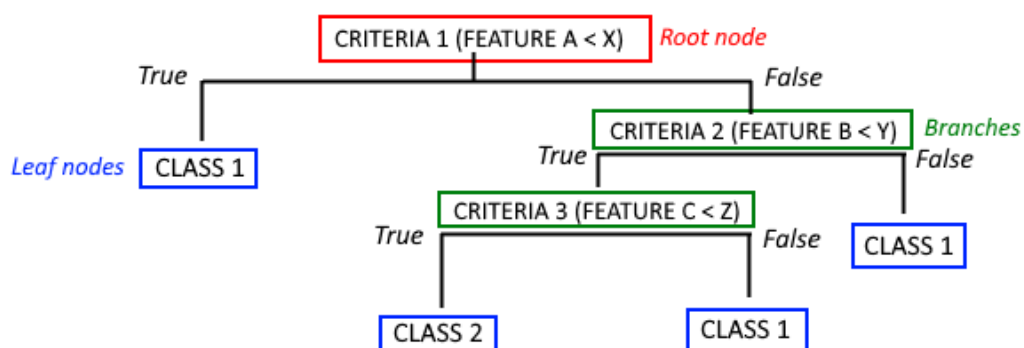 CRITERIA 1 (FEATURE A < X)
Root node
True
False
CRITERIA 2 (FEATURE B < Y)
Branches
Leaf nodes
CLASS 1
True
False
CRITERIA 3 (FEATURE C < Z)
True
False
CLASS 1
CLASS 2
CLASS 1